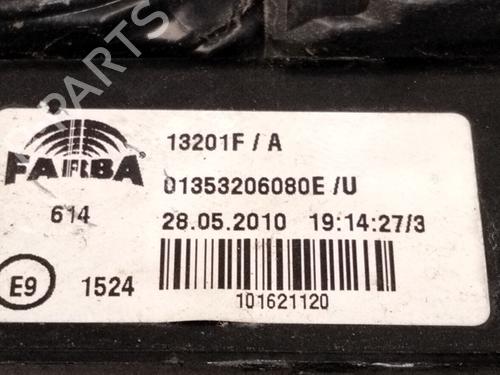 B PARTS
FARBA
13201F / A
01353206080E /U
614
28.05.2010 19:14:27/3
E9
1524
101621120